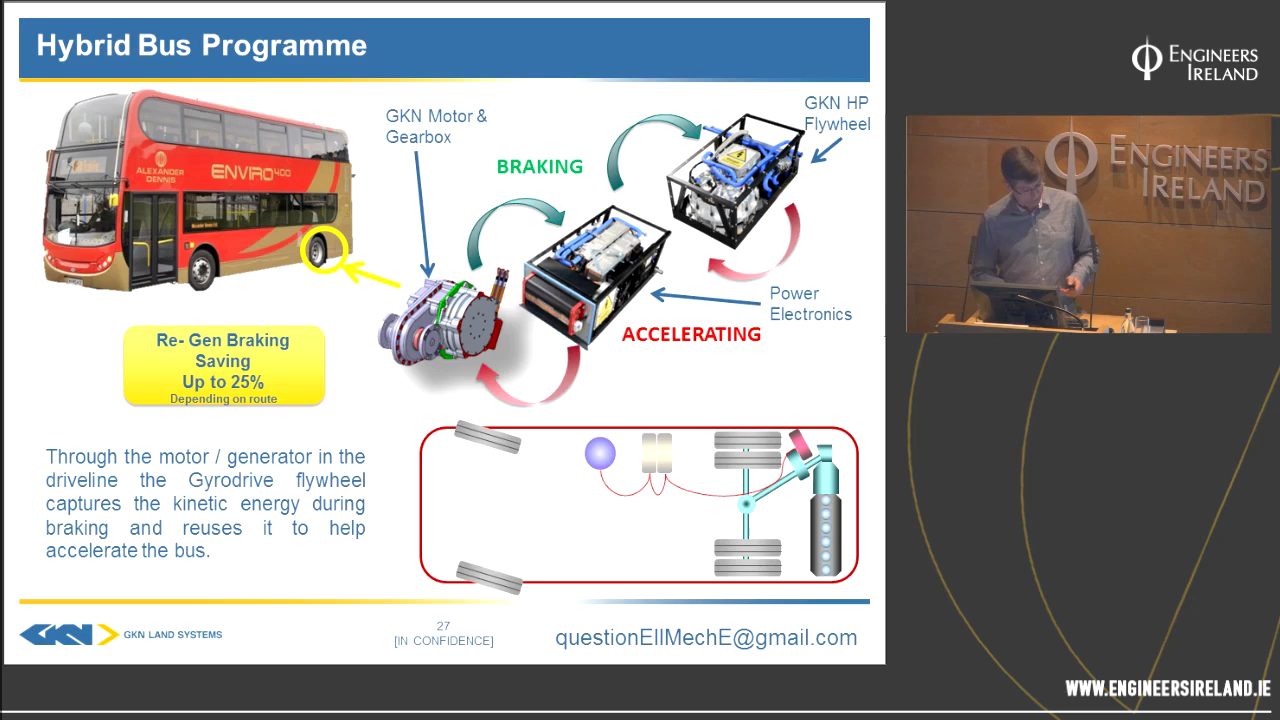 Hybrid Bus Programme
ENGINEERS
IRELAND
GKN HP
Flywheel
GKN Motor &
Gearbox
BRAKING
ALEXANDER
DENNIS
ENVIRO400
Power
Electronics
ACCELERATING
Re- Gen Braking
Saving
Up to 25%
Depending on route
Through the motor / generator in the
driveline the Gyrodrive flywheel
captures the kinetic energy during
braking and reuses it to help
accelerate the bus.
GKN
GKN LAND SYSTEMS
27
[IN CONFIDENCE]
questionEIIMechE@gmail.com
ENGINEERS
IRELAND
WWW.ENGINEERSIRELAND.IE